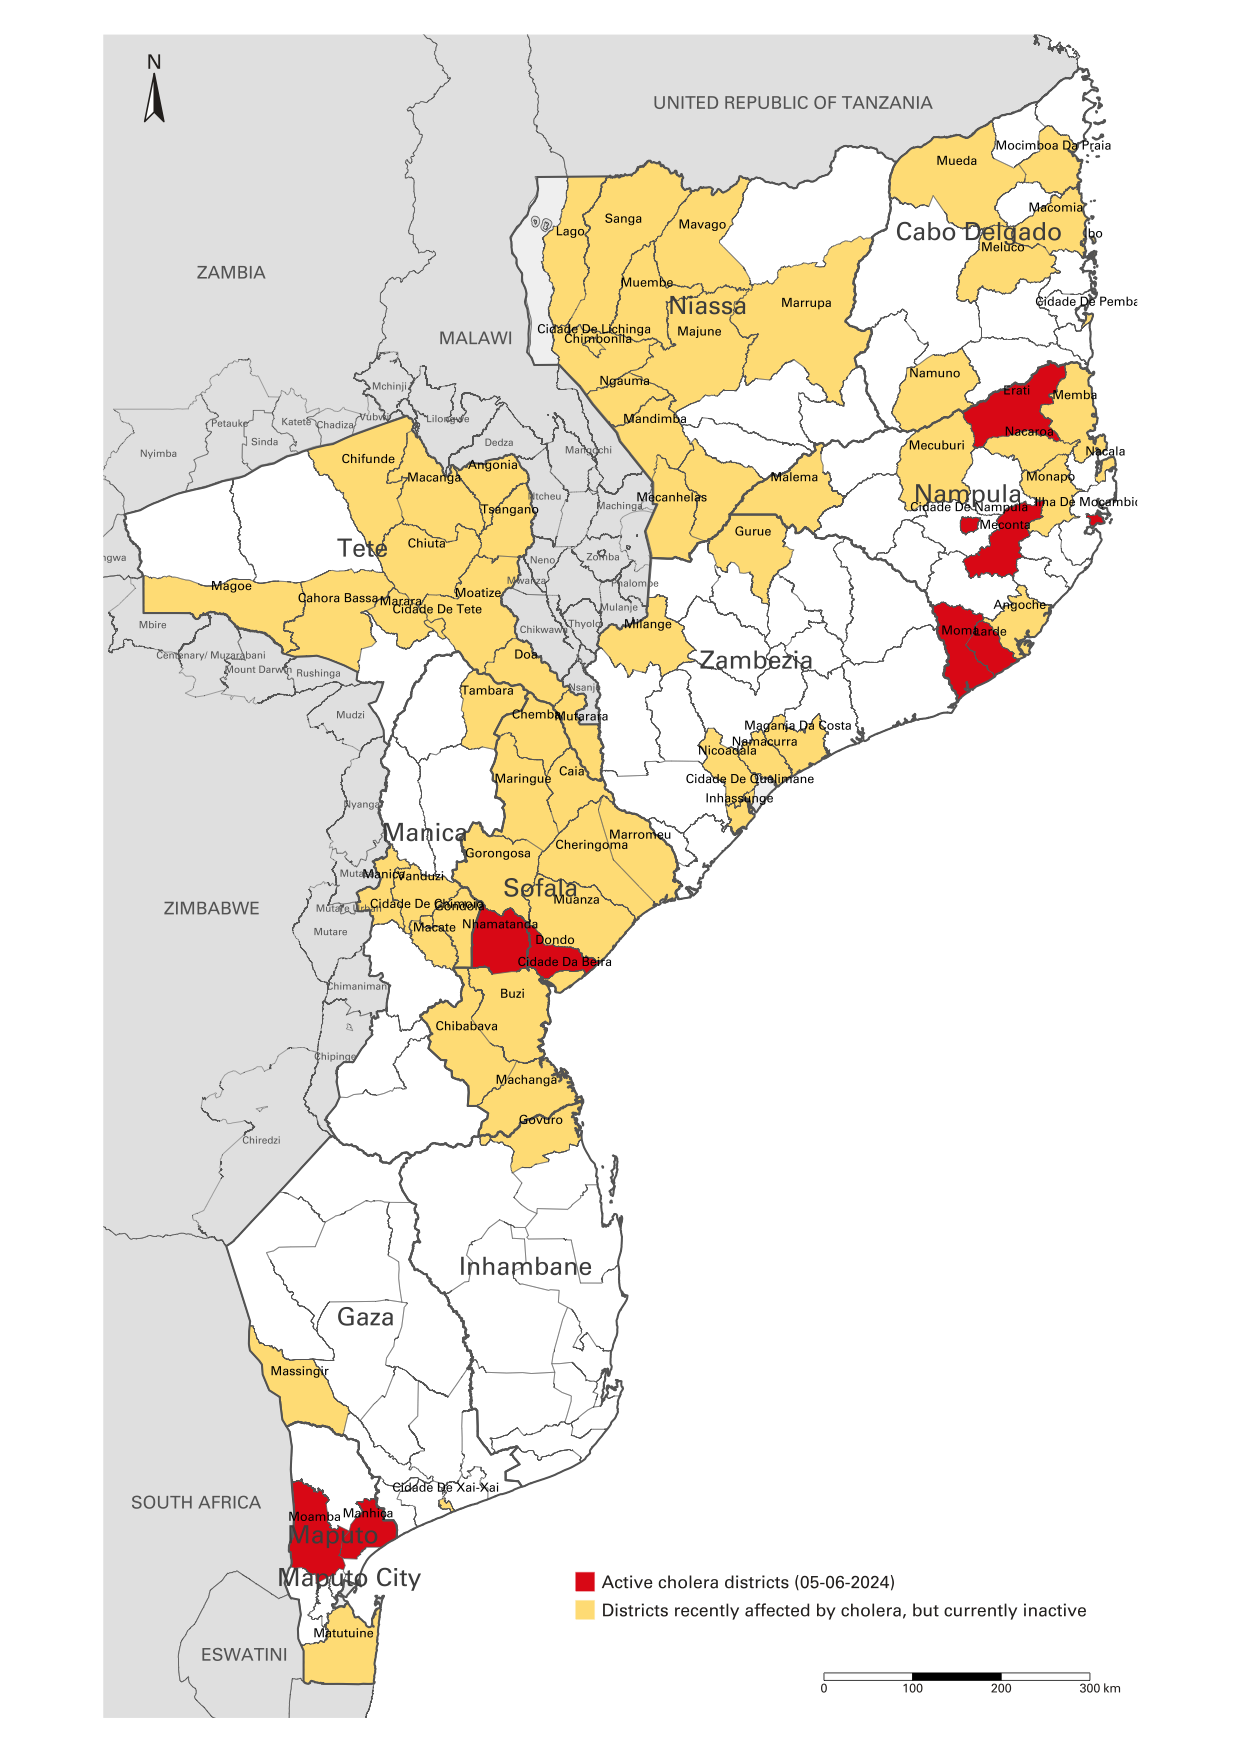 N
UNITED REPUBLIC OF TANZANIA
Mocimboa Da Praia
Mueda
Macomia
Sanga
Mavago
Lago
Cabo Delgado
bo
Meluco
ZAMBIA
Muembe
Niassa
Marrupa
Cidade De Pemba
Cidade De Lichinga
Majune
MALAWI
Chimbonila
Namuno
Ngauma
Mchinji
Erati
Memba
Vubwi
Lilongwe
Mandimba
Petauke
Katete
Chadiza
Nacaroa
Sinda
Dedza
Mecuburi
Mangochi
Nyimba
Nacala
Chifunde
Angonia
Macanga
Malema
Monapo
Ntcheu
Mecanhelas
Nampula
Machinga
Ilha De Mocambic
Tsangano
Cidade De Nampula
Meconta
Gurue
Chiuta
Tete
Zomba
ngwa
Neno
Mwanza
Phalombe
Magoe
Moatize
Cahora Bassa
Marara
Cidade De Tete
Mulanje
Angoche
Mbire
Chikwawa
Thyolo
Milange
Moma
Larde
Centenary/ Muzarabani
Doa
Zambezia
Mount Darwin
Rushinga
Tambara
Nsanje
Mudzi
Chemba
Mutarara
Maganja Da Costa
Namacurra
Nicoadala
Caia
Maringue
Cidade De Quelimane
Inhassunge
Nyanga
Manica
Marromeu
Cheringoma
Gorongosa
Mutasa
Manica
Vanduzi
Sofala
Muanza
Cidade De Chimoio
Gondola
ZIMBABWE
Mutare Urban
Nhamatanda
Macate
Mutare
Dondo
Cidade Da Beira
Chimanimani
Buzi
Chibabava
Chipinge
Machanga
Govuro
Chiredzi
Inhambane
Gaza
Massingir
Cidade De Xai-Xai
SOUTH AFRICA
Moamba
Manhiça
Maputo
Maputo City
Active cholera districts (05-06-2024)
Districts recently affected by cholera, but currently inactive
Matutuine
ESWATINI
0 100 200 300 km